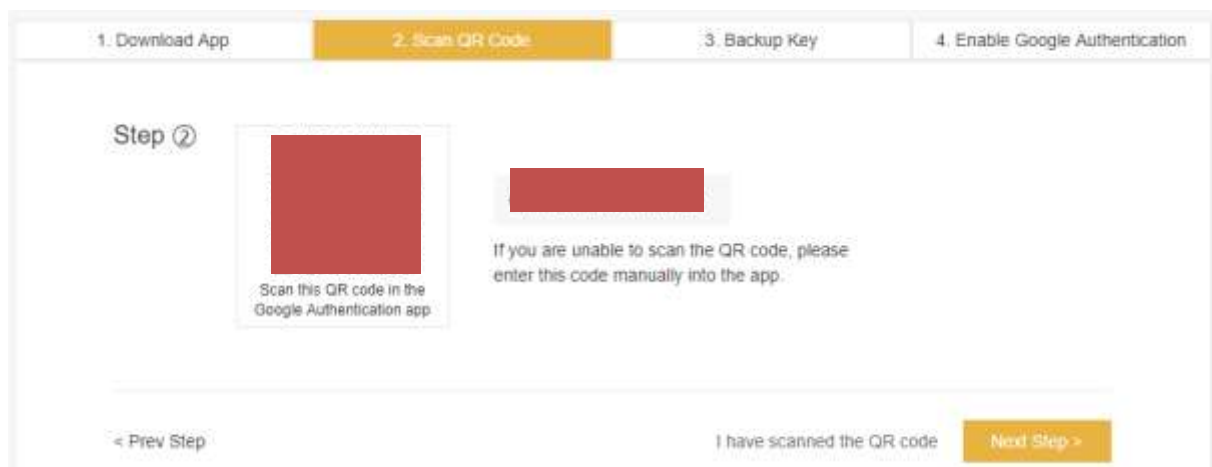 1. Download App 2. Scan QR Code 3. Backup Key 4. Enable Google Authentication
Step ②
Scan this QR code in the
Google Authentication app
If you are unable to scan the QR code, please
enter this code manually into the app.
< Prev Step I have scanned the QR code Next Step >